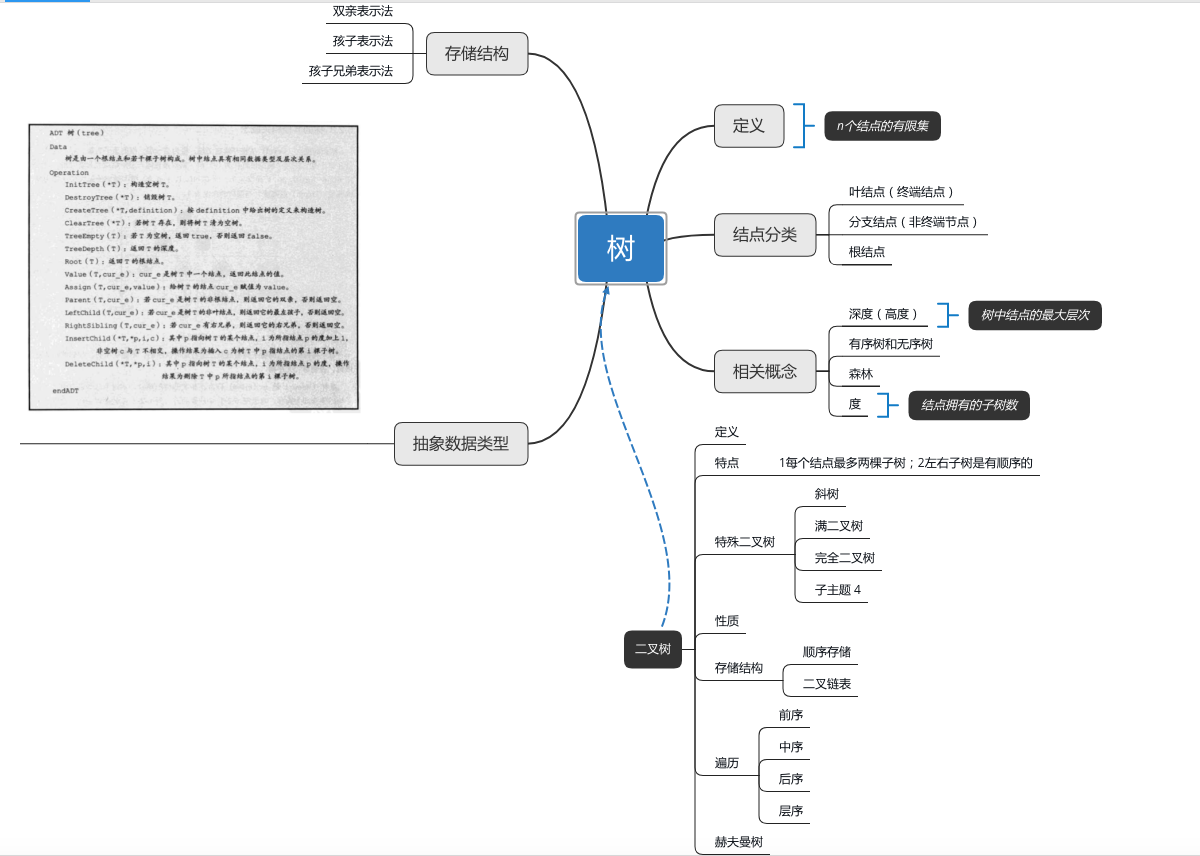 树
存储结构
双亲表示法
孩子表示法
孩子兄弟表示法
ADT 树(tree)
Data
树是由一个根结点和若干棵子树构成。树中结点具有相同数据类型及层次关系。
Operation
InitTree(*T): 构造空树T。
DestroyTree(*T): 销毁树T。
CreateTree(*T,definition): 按definition中给出树的定义来构造树。
ClearTree(*T): 若树T存在，则将树T清为空树。
TreeEmpty(T): 若T为空树，返回true，否则返回false。
TreeDepth(T): 返回T的深度。
Root(T): 返回T的根结点。
Value(T,cur_e): cur_e是树T中一个结点，返回此结点的值。
Assign(T,cur_e,value): 给树T的结点cur_e赋值为value。
Parent(T,cur_e): 若cur_e是树T的非根结点，则返回它的双亲，否则返回空。
LeftChild(T,cur_e): 若cur_e是树T的非叶结点，则返回它的最左孩子，否则返回空。
RightSibling(T,cur_e): 若cur_e有右兄弟，则返回它的右兄弟，否则返回空。
InsertChild(*T,*p,i,c): 其中p指向树T的某个结点，i为所指结点p的度加上1，
非空树c与T不相交，操作结果为插入c为树T中p指结点的第i棵子树。
DeleteChild(*T,*p,i): 其中p指向树T的某个结点，i为所指结点p的度，操作
结果为删除T中p所指结点的第i棵子树。
endADT
抽象数据类型
定义
n个结点的有限集
结点分类
叶结点（终端结点）
分支结点（非终端节点）
根结点
相关概念
深度（高度）
树中结点的最大层次
有序树和无序树
森林
度
结点拥有的子树数
二叉树
定义
特点
1每个结点最多两棵子树；2左右子树是有顺序的
特殊二叉树
斜树
满二叉树
完全二叉树
子主题 4
性质
存储结构
顺序存储
二叉链表
遍历
前序
中序
后序
层序
赫夫曼树